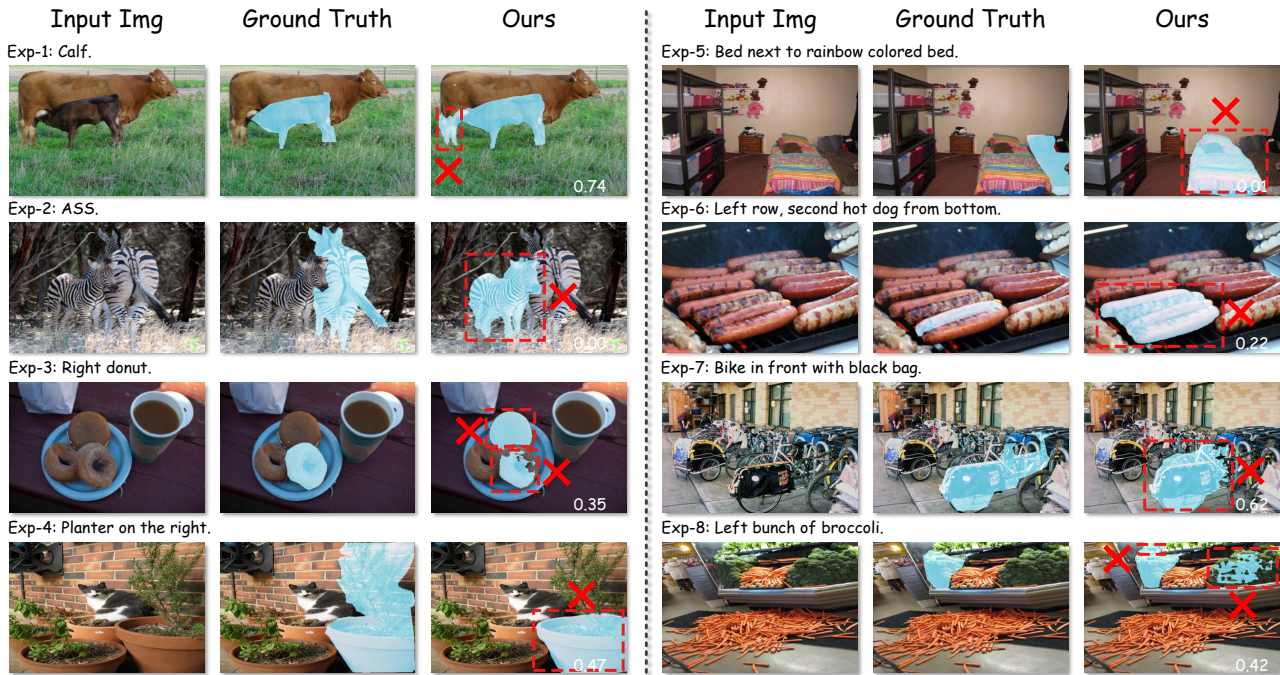 Input Img
Ground Truth
Ours
Exp-1: Calf.
0.74
Exp-2: ASS.
0.00
Exp-3: Right donut.
0.35
Exp-4: Planter on the right.
0.47
Input Img
Ground Truth
Ours
Exp-5: Bed next to rainbow colored bed.
0.01
Exp-6: Left row, second hot dog from bottom.
0.22
Exp-7: Bike in front with black bag.
0.62
Exp-8: Left bunch of broccoli.
0.42